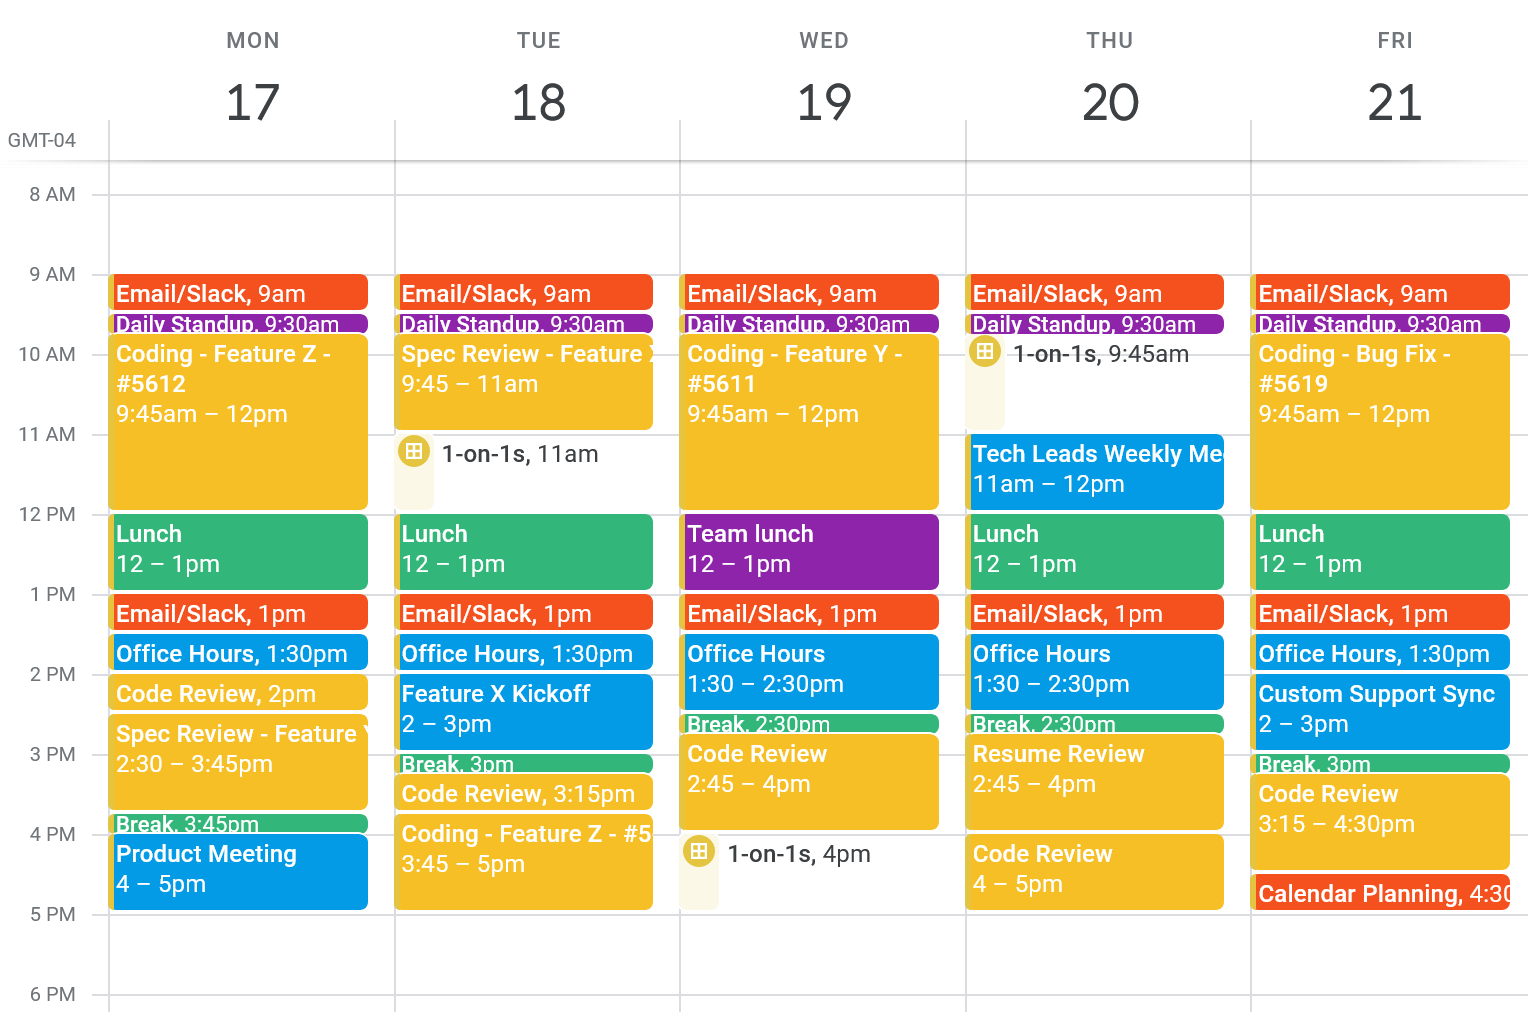 MON
TUE
WED
THU
FRI
17
18
19
20
21
GMT-04
8 AM
9 AM
10 AM
11 AM
12 PM
1 PM
2 PM
3 PM
4 PM
5 PM
6 PM
Email/Slack, 9am
Daily Standup, 9:30am
Coding - Feature Z -
#5612
9:45am – 12pm
Lunch
12 – 1pm
Email/Slack, 1pm
Office Hours, 1:30pm
Code Review, 2pm
Spec Review - Feature
2:30 – 3:45pm
Break, 3:45pm
Product Meeting
4 – 5pm
Email/Slack, 9am
Daily Standup, 9:30am
Spec Review - Feature
9:45 – 11am
1-on-1s, 11am
Lunch
12 – 1pm
Email/Slack, 1pm
Office Hours, 1:30pm
Feature X Kickoff
2 – 3pm
Break, 3pm
Code Review, 3:15pm
Coding - Feature Z - #5
3:45 – 5pm
Email/Slack, 9am
Daily Standup, 9:30am
Coding - Feature Y -
#5611
9:45am – 12pm
Team lunch
12 – 1pm
Email/Slack, 1pm
Office Hours
1:30 – 2:30pm
Break, 2:30pm
Code Review
2:45 – 4pm
1-on-1s, 4pm
Email/Slack, 9am
Daily Standup, 9:30am
1-on-1s, 9:45am
Tech Leads Weekly Me
11am – 12pm
Lunch
12 – 1pm
Email/Slack, 1pm
Office Hours
1:30 – 2:30pm
Break, 2:30pm
Resume Review
2:45 – 4pm
Code Review
4 – 5pm
Email/Slack, 9am
Daily Standup, 9:30am
Coding - Bug Fix -
#5619
9:45am – 12pm
Lunch
12 – 1pm
Email/Slack, 1pm
Office Hours, 1:30pm
Custom Support Sync
2 – 3pm
Break, 3pm
Code Review
3:15 – 4:30pm
Calendar Planning, 4:30